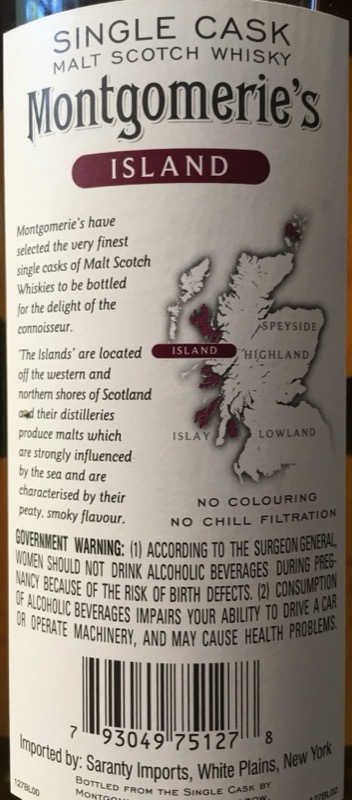 SINGLE CASK
MALT SCOTCH WHISKY
Montgomerie's
ISLAND
Montgomerie's have
selected the very finest
single casks of Malt Scotch
Whiskies to be bottled
for the delight of the
connoisseur.
'The Islands' are located
off the western and
northern shores of Scotland
and their distilleries
produce malts which
are strongly influenced
by the sea and are
characterised by their
peaty, smoky flavour.
SPEYSIDE
ISLAND
HIGHLAND
ISLAY
LOWLAND
NO COLOURING
NO CHILL FILTRATION
GOVERNMENT WARNING: (1) ACCORDING TO THE SURGEON GENERAL,
WOMEN SHOULD NOT DRINK ALCOHOLIC BEVERAGES DURING PREG-
NANCY BECAUSE OF THE RISK OF BIRTH DEFECTS. (2) CONSUMPTION
OF ALCOHOLIC BEVERAGES IMPAIRS YOUR ABILITY TO DRIVE A CAR
OR OPERATE MACHINERY, AND MAY CAUSE HEALTH PROBLEMS.
7 93049 75127 8
Imported by: Saranty Imports, White Plains, New York
127BL00
BOTTLED FROM THE SINGLE CASK BY
127BL00